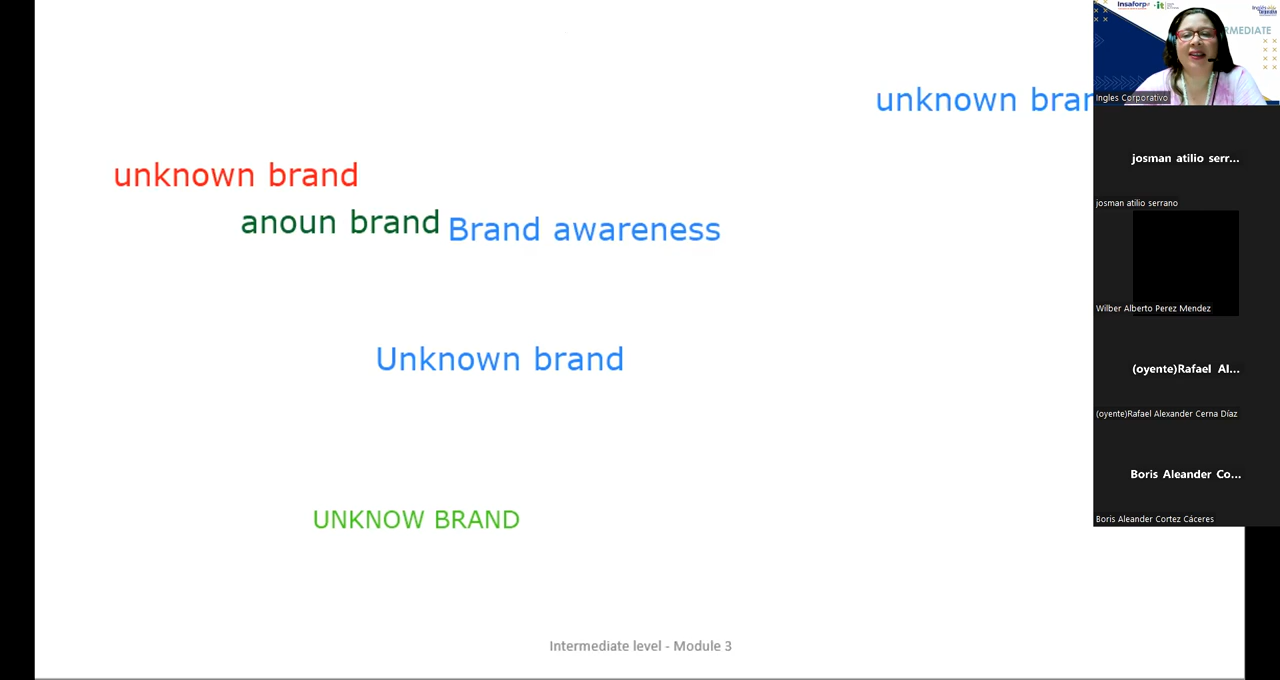 Insaforp
RMEDIATE
unknown bran
Ingles Corporativo
unknown brand
josman atilio serr...
josman atilio serrano
anoun brand
Brand awareness
Wilber Alberto Perez Mendez
Unknown brand
(oyente)Rafael Al...
(oyente)Rafael Alexander Cerna Díaz
Boris Aleander Co...
UNKNOW BRAND
Boris Aleander Cortez Cáceres
Intermediate level - Module 3